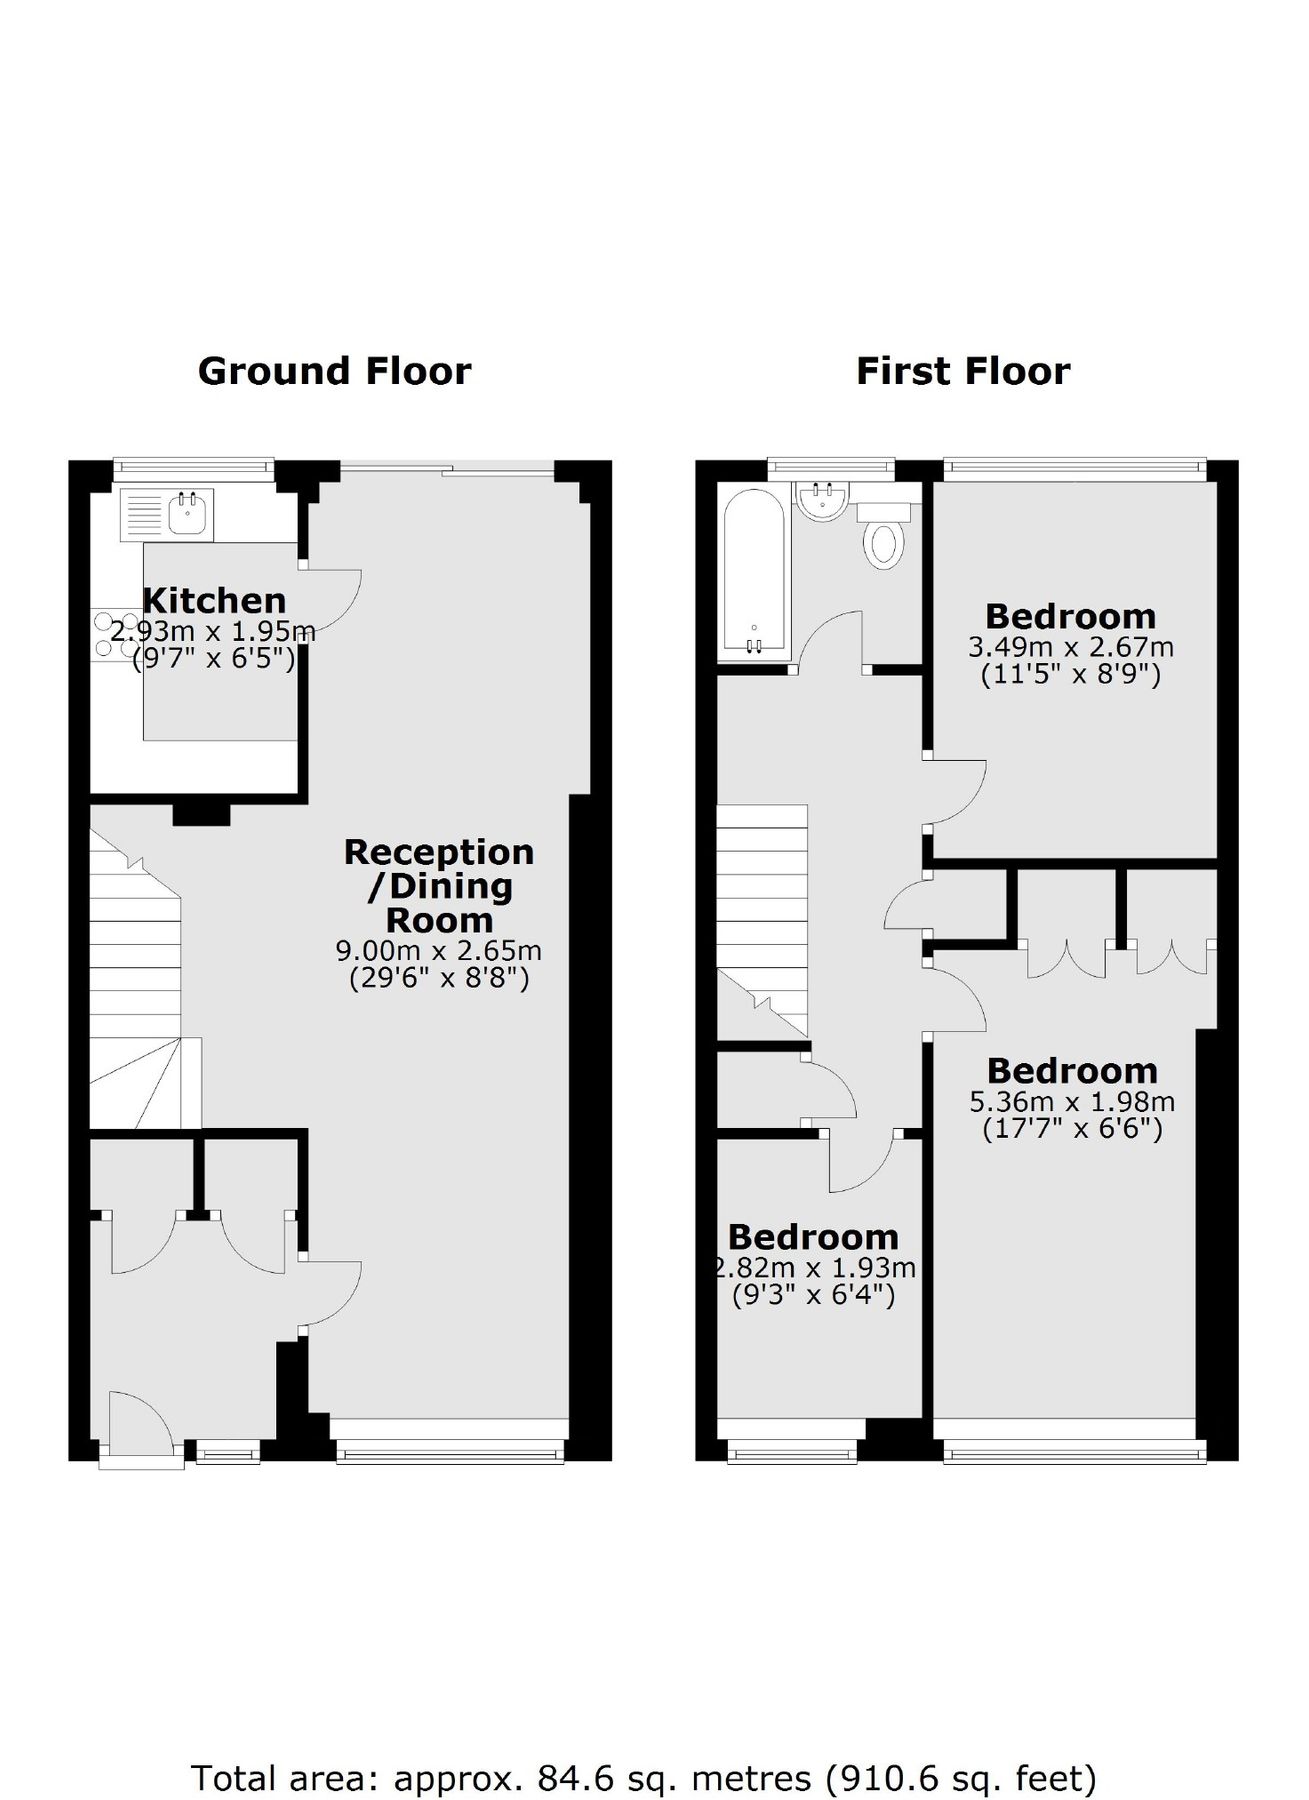 Ground Floor
First Floor
Kitchen
2.93m x 1.95m
(9'7" x 6'5")
Reception
/Dining
Room
9.00m x 2.65m
(29'6" x 8'8")
Bedroom
3.49m x 2.67m
(11'5" x 8'9")
Bedroom
5.36m x 1.98m
(17'7" x 6'6")
Bedroom
2.82m x 1.93m
(9'3" x 6'4")
Total area: approx. 84.6 sq. metres (910.6 sq. feet)